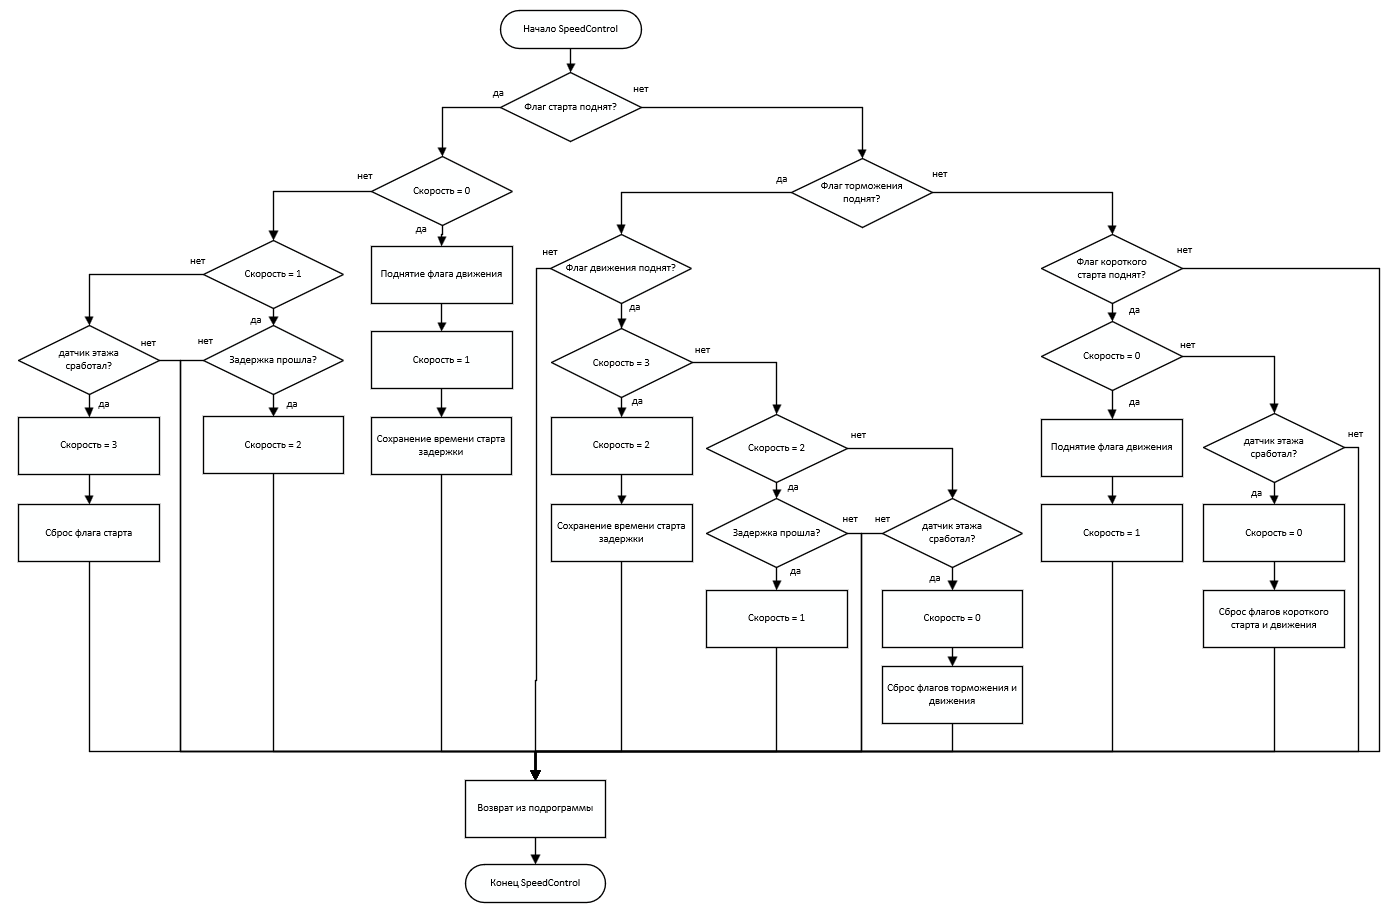 Начало SpeedControl
да
нет
Флаг старта поднят?
нет
Скорость = 0
да
да
Флаг торможения
поднят?
нет
нет
Скорость = 1
да
Поднятие флага движения
нет
Флаг движения поднят?
да
Флаг короткого
старта поднят?
нет
да
датчик этажа
сработал?
нет
да
нет
Задержка прошла?
да
Скорость = 1
Скорость = 3
нет
да
Скорость = 0
нет
да
Скорость = 3
Скорость = 2
Сохранение времени старта
задержки
Скорость = 2
Скорость = 2
нет
да
Поднятие флага движения
датчик этажа
сработал?
нет
да
Сброс флага старта
Сохранение времени старта
задержки
Задержка прошла?
нет
да
нет
датчик этажа
сработал?
да
Скорость = 1
Скорость = 0
Скорость = 1
Скорость = 0
Сброс флагов короткого
старта и движения
Сброс флагов торможения и
движения
Возврат из подрограммы
Конец SpeedControl